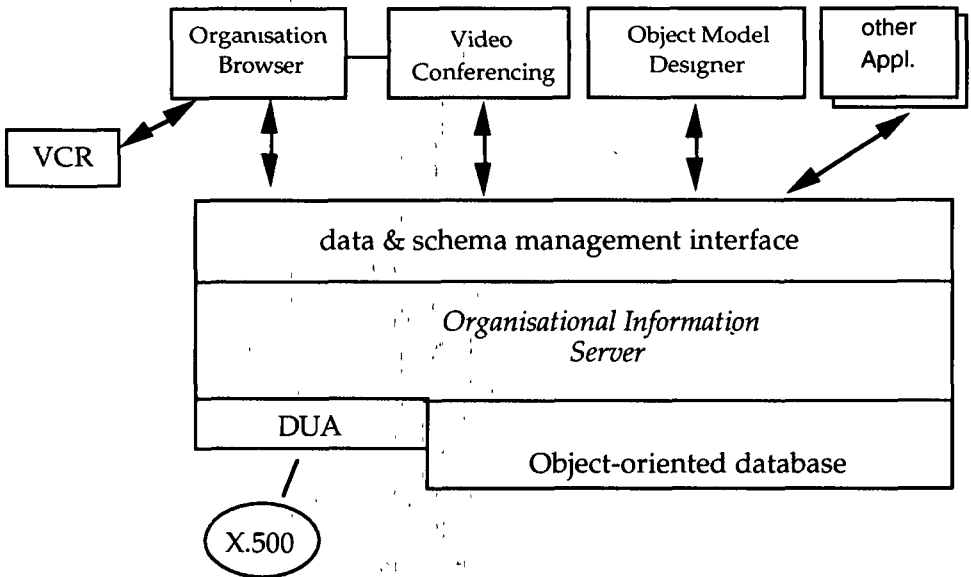 Organisation
Browser
Video
Conferencing
Object Model
Designer
other
Appl.
VCR
data & schema management interface
Organisational Information
Server
DUA
Object-oriented database
X.500